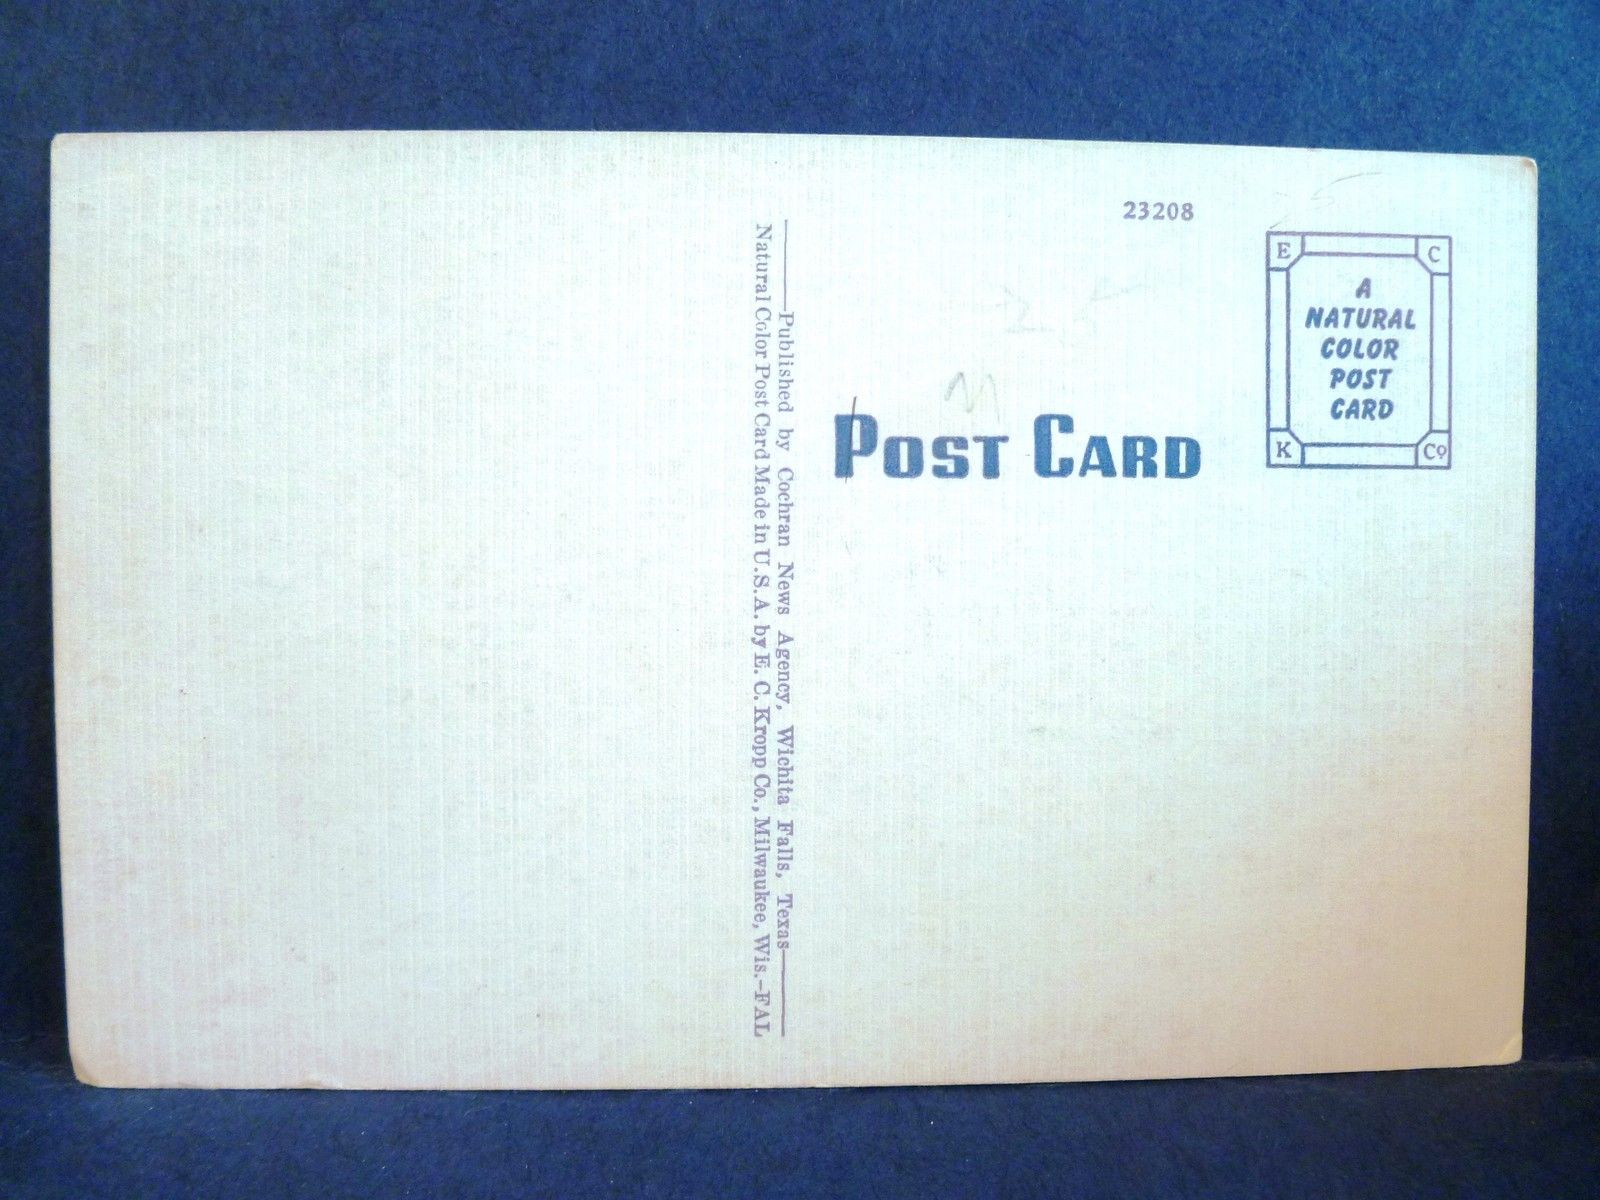 23208
E C
A
NATURAL
COLOR
POST
CARD
K Cº
POST CARD
Published by Cochran News Agency, Wichita Falls, Texas
Natural Color Post Card Made in U.S.A. by E. C. Kropp Co., Milwaukee, Wis.-FAL